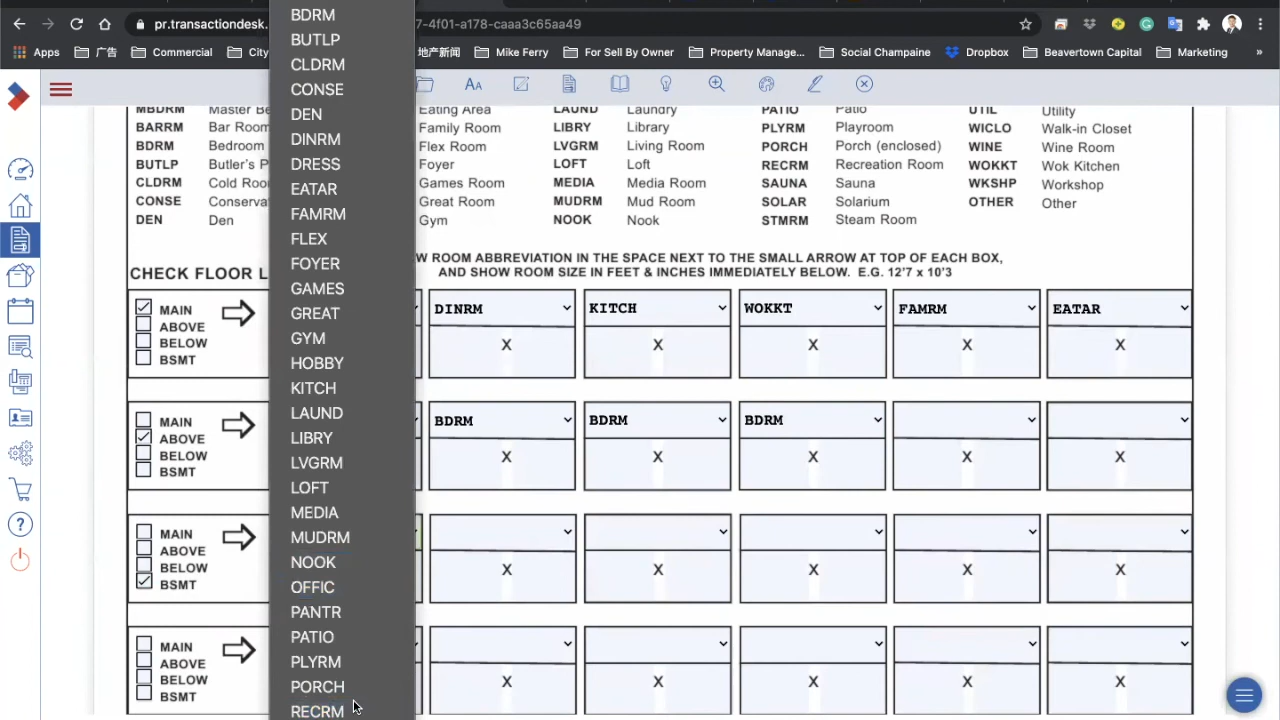 pr.transactiondesk.
7-4f01-a178-caaa3c65aa49
Apps
广告
Commercial
City
地产新闻
Mike Ferry
For Sell By Owner
Property Manage...
Social Champaine
Dropbox
Beavertown Capital
Marketing
»
MBDRM Master Be
BARRM Bar Room
BDRM Bedroom
BUTLP Butler's P
CLDRM Cold Roo
CONSE Conserva
DEN Den
Eating Area
Family Room
Flex Room
Foyer
Games Room
Great Room
Gym
LAUND Laundry
LIBRY Library
LVGRM Living Room
LOFT Loft
MEDIA Media Room
MUDRM Mud Room
NOOK Nook
PATIO Patio
PLYRM Playroom
PORCH Porch (enclosed)
RECRM Recreation Room
SAUNA Sauna
SOLAR Solarium
STMRM Steam Room
UTIL Utility
WICLO Walk-in Closet
WINE Wine Room
WOKKT Wok Kitchen
WKSHP Workshop
OTHER Other
BDRM
BUTLP
CLDRM
CONSE
DEN
DINRM
DRESS
EATAR
FAMRM
FLEX
FOYER
GAMES
GREAT
GYM
HOBBY
KITCH
LAUND
LIBRY
LVGRM
LOFT
MEDIA
MUDRM
NOOK
OFFIC
PANTR
PATIO
PLYRM
PORCH
RECRM
CHECK FLOOR L
W ROOM ABBREVIATION IN THE SPACE NEXT TO THE SMALL ARROW AT TOP OF EACH BOX,
AND SHOW ROOM SIZE IN FEET & INCHES IMMEDIATELY BELOW. E.G. 12'7 x 10'3
MAIN
ABOVE
BELOW
BSMT
DINRM KITCH WOKKT FAMRM EATAR
X X X X X
MAIN
ABOVE
BELOW
BSMT
BDRM BDRM BDRM
X X X X X
MAIN
ABOVE
BELOW
BSMT
X X X X X
MAIN
ABOVE
BELOW
BSMT
X X X X X